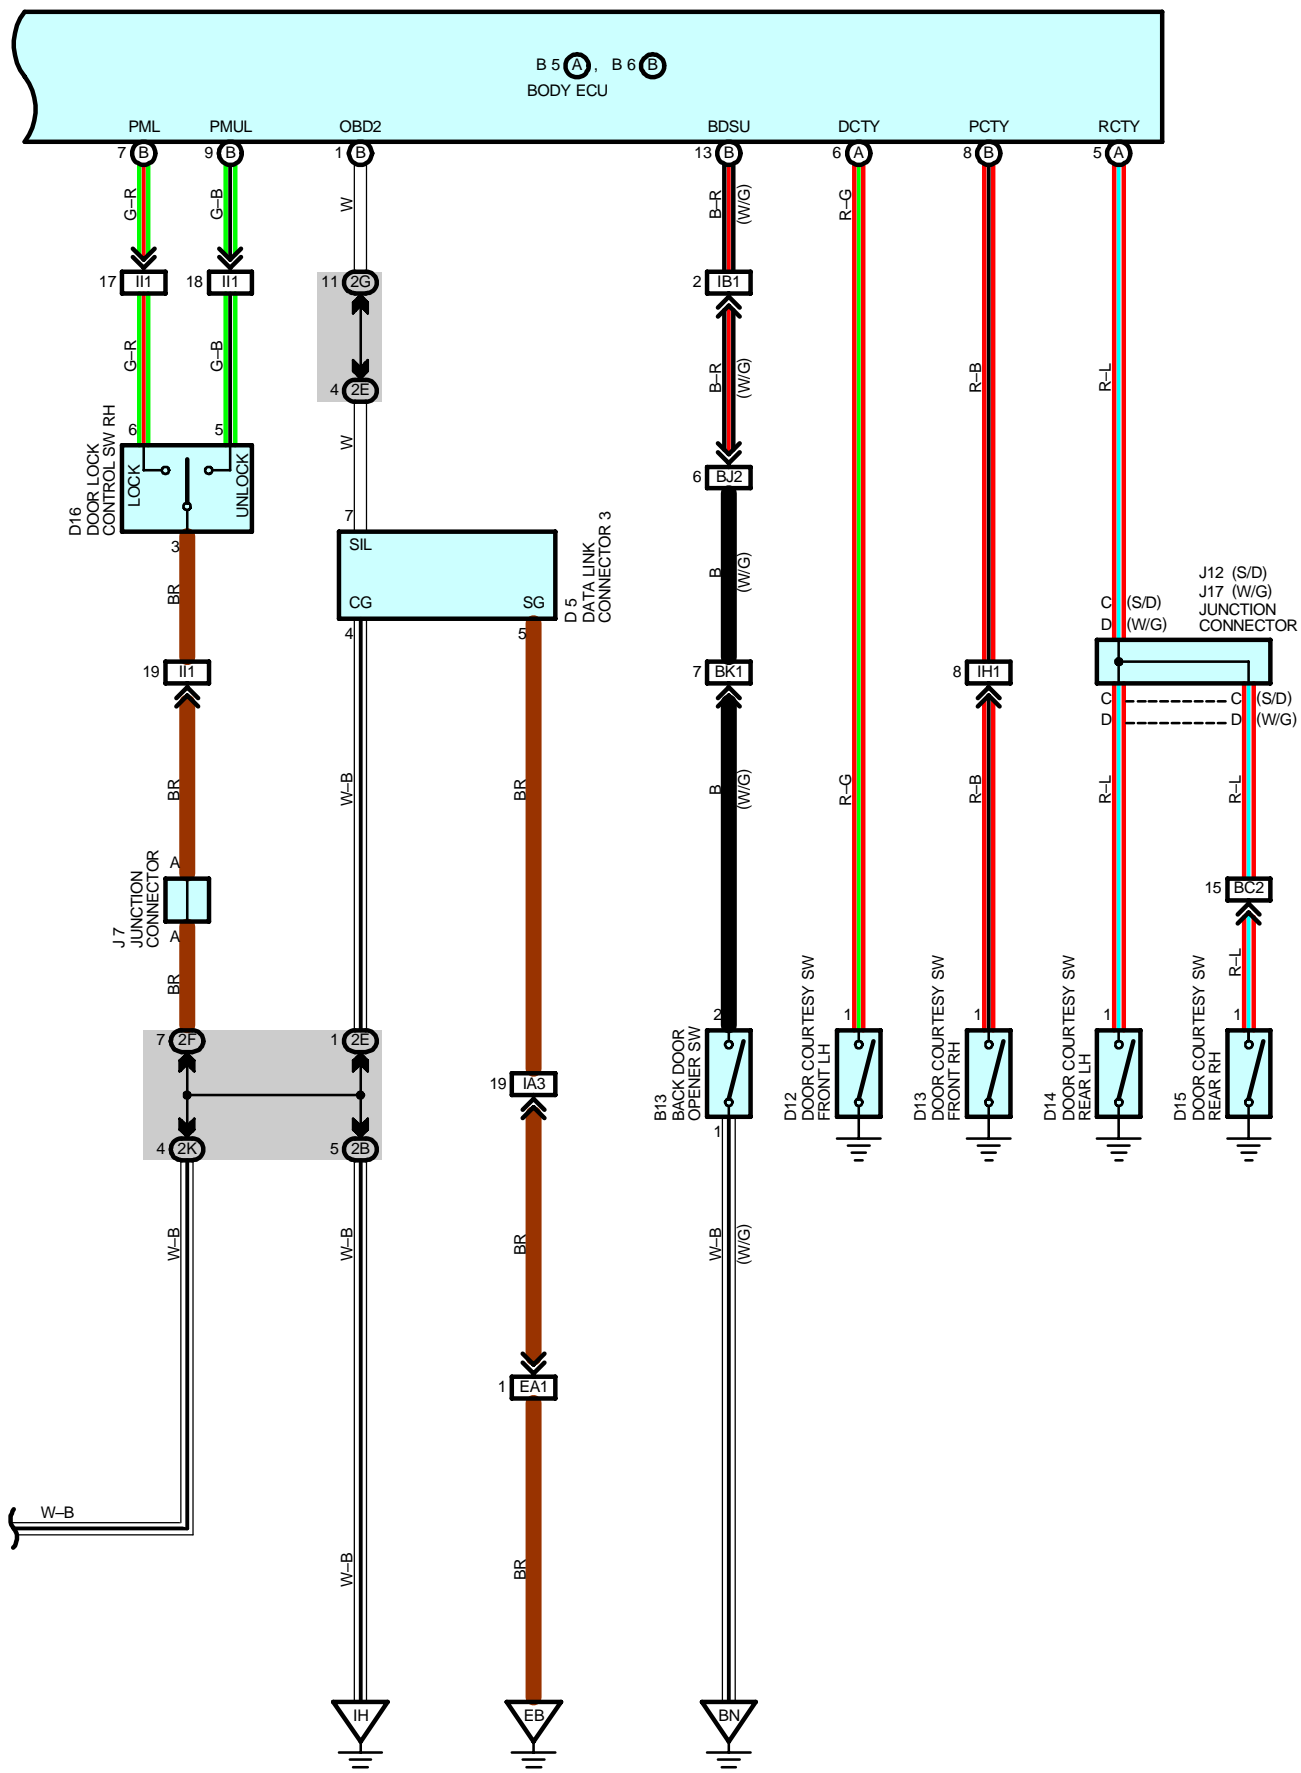 B 5 A , B 6 B
BODY ECU
PML PMUL OBD2 BDSU DCTY PCTY RCTY
7 B 9 B 1 B 13 B 6 A 8 B 5 A
G–R G–B W B–R (W/G) R–G
17 II1 18 II1 11 2G 2 IB1
G–R G–B 4 2E B–R (W/G) R–B R–L
W
6 5
D16
DOOR LOCK
CONTROL SW RH
LOCK UNLOCK
3
6 BJ2
7
SIL
CG SG
4 5
D 5
DATA LINK
CONNECTOR 3
BR
B (W/G)
J12 (S/D)
J17 (W/G)
JUNCTION
CONNECTOR
C (S/D)
D (W/G)
19 II1 7 BK1 8 IH1
C C (S/D)
D D (W/G)
BR W–B BR B (W/G) R–G R–B R–L R–L
A
J 7
JUNCTION
CONNECTOR
A
15 BC2
BR R–L
7 2F 1 2E
4 2K 5 2B
19 IA3
2
B13
BACK DOOR
OPENER SW
1
1
D12
DOOR COURTESY SW
FRONT LH
1
D13
DOOR COURTESY SW
FRONT RH
1
D14
DOOR COURTESY SW
REAR LH
1
D15
DOOR COURTESY SW
REAR RH
W–B W–B BR W–B (W/G)
1 EA1
W–B
W–B BR
IH EB BN